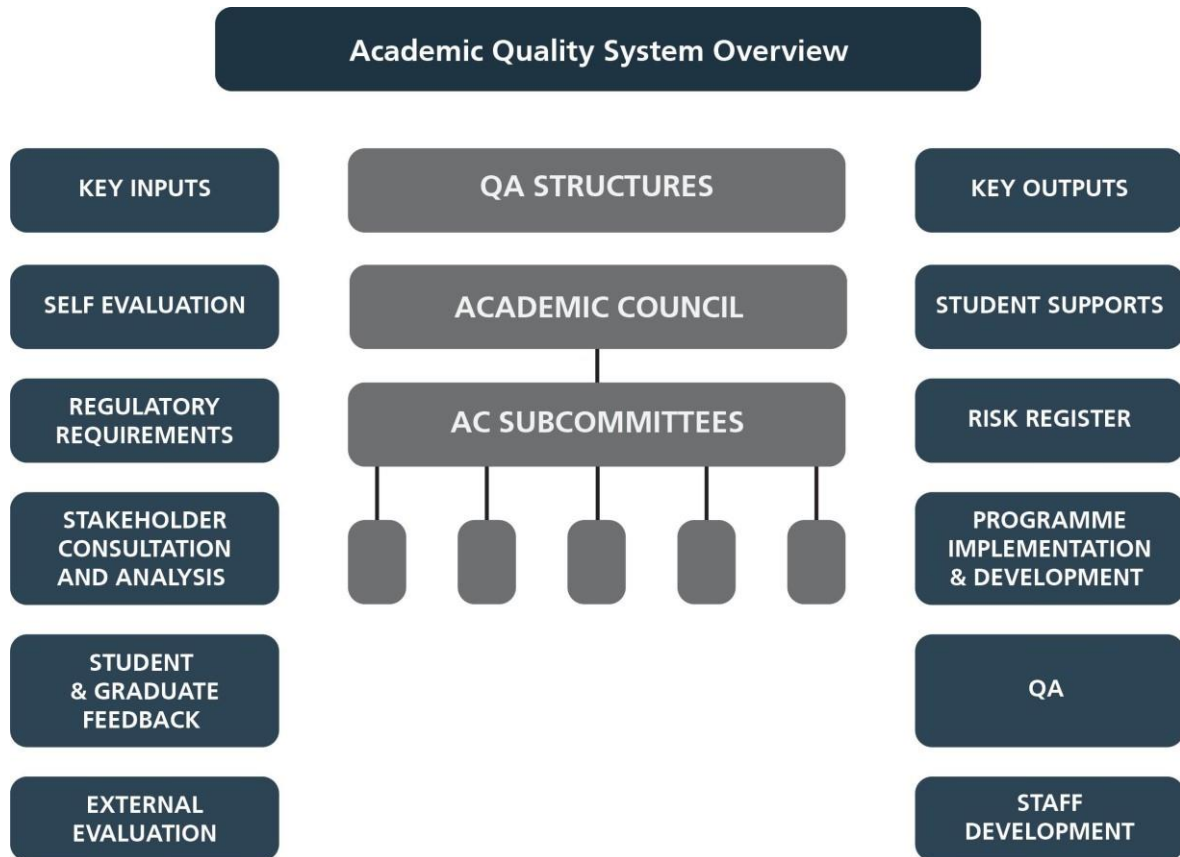 Academic Quality System Overview
KEY INPUTS
SELF EVALUATION
REGULATORY
REQUIREMENTS
STAKEHOLDER
CONSULTATION
AND ANALYSIS
STUDENT
& GRADUATE
FEEDBACK
EXTERNAL
EVALUATION
QA STRUCTURES
ACADEMIC COUNCIL
AC SUBCOMMITTEES
KEY OUTPUTS
STUDENT SUPPORTS
RISK REGISTER
PROGRAMME
IMPLEMENTATION
& DEVELOPMENT
QA
STAFF
DEVELOPMENT